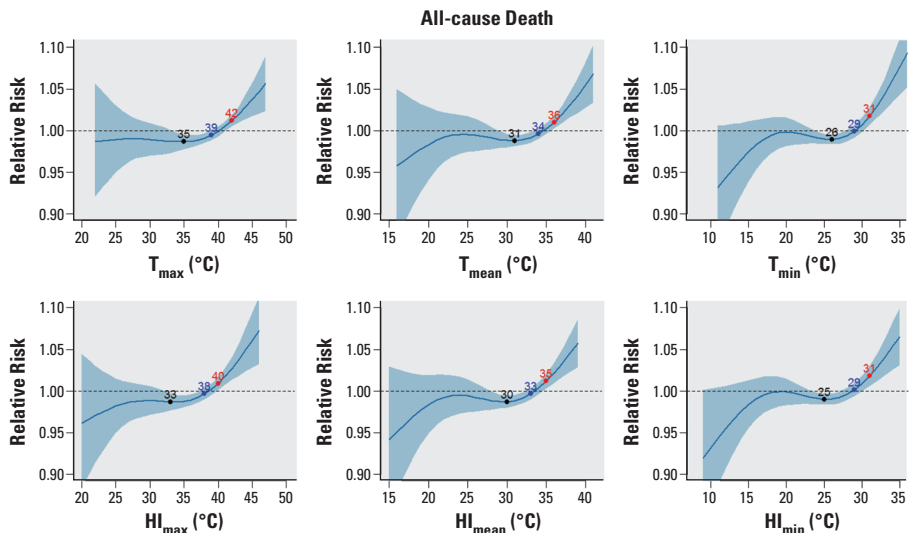 All-cause Death
Relative Risk
1.10
1.05
1.00
0.95
0.90
35
39
42
20 25 30 35 40 45 50
Tmax (°C)
Relative Risk
1.10
1.05
1.00
0.95
0.90
31
34
36
15 20 25 30 35 40
Tmean (°C)
Relative Risk
1.10
1.05
1.00
0.95
0.90
26
29
31
10 15 20 25 30 35
Tmin (°C)
Relative Risk
1.10
1.05
1.00
0.95
0.90
33
38
40
20 25 30 35 40 45 50
HImax (°C)
Relative Risk
1.10
1.05
1.00
0.95
0.90
30
33
35
15 20 25 30 35 40
HImean (°C)
Relative Risk
1.10
1.05
1.00
0.95
0.90
25
29
31
10 15 20 25 30 35
HImin (°C)